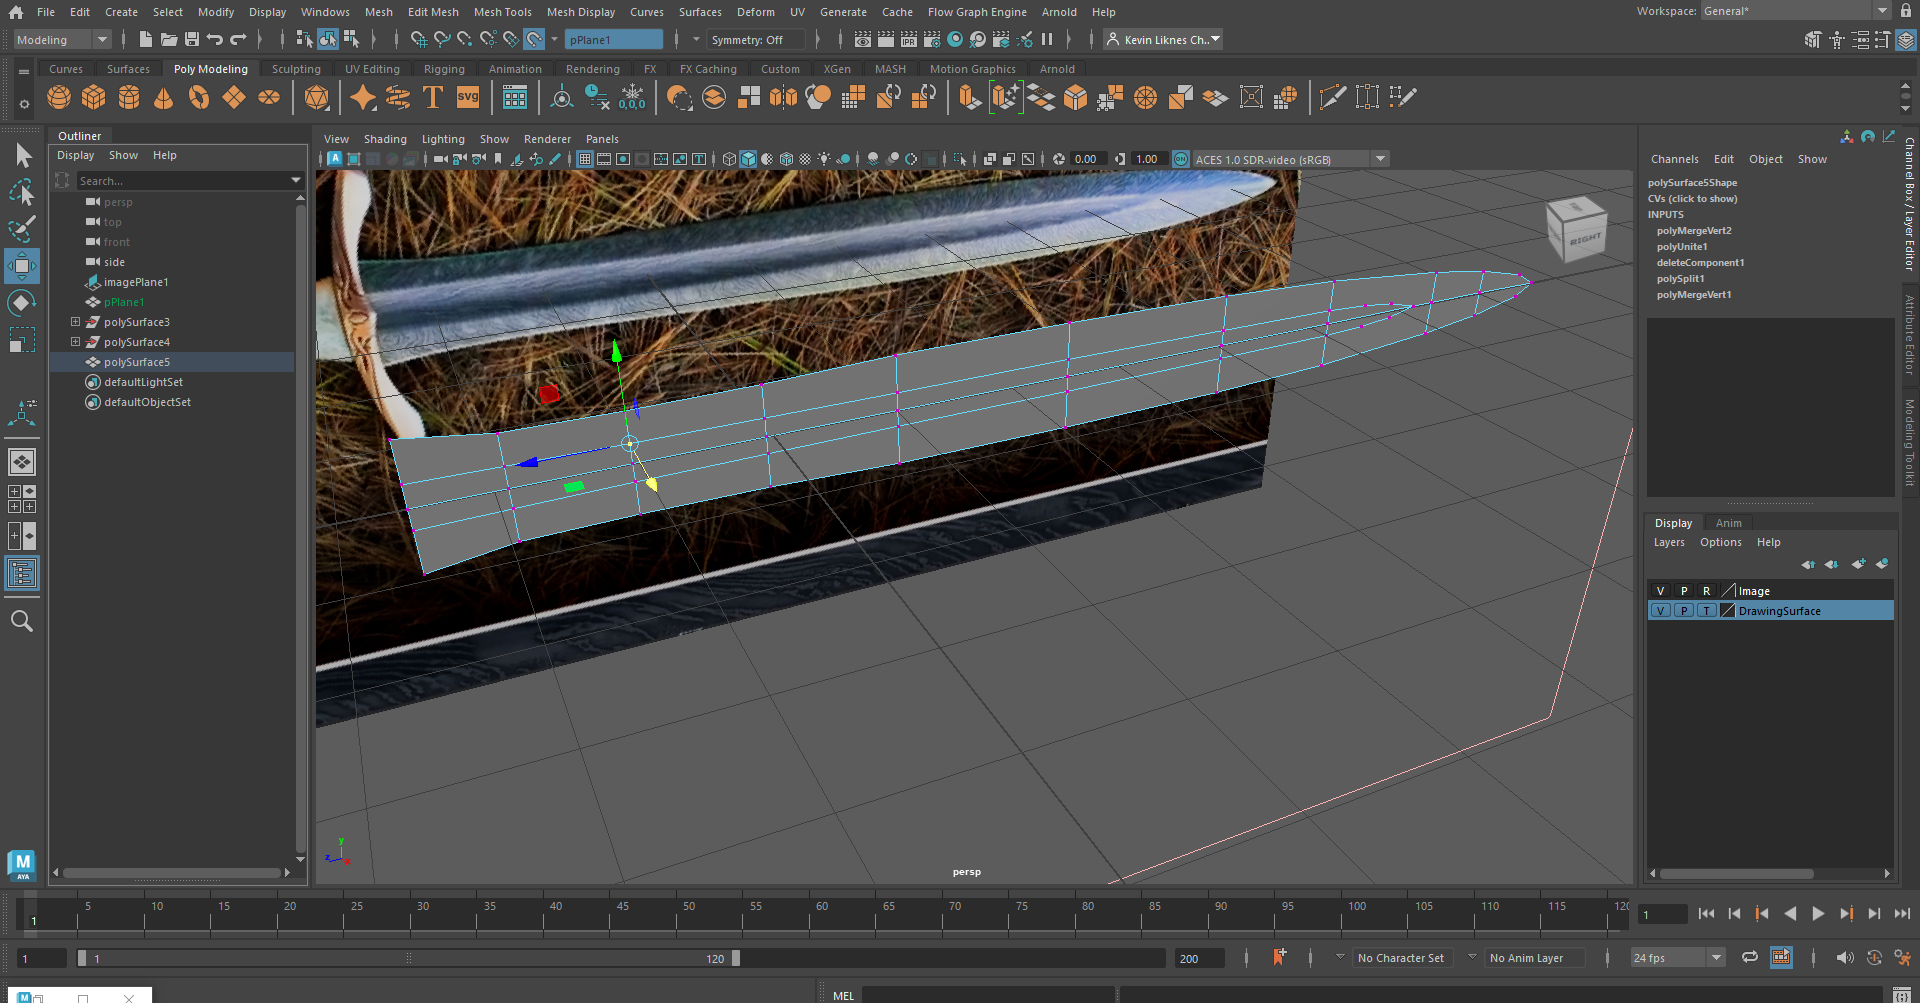 File Edit Create Select Modify Display Windows Mesh Edit Mesh Mesh Tools Mesh Display Curves Surfaces Deform UV Generate Cache Flow Graph Engine Arnold Help Workspace: General*
Modeling pPlane1 Symmetry: Off Kevin Liknes Ch..
Curves Surfaces Poly Modeling Sculpting UV Editing Rigging Animation Rendering FX FX Caching Custom XGen MASH Motion Graphics Arnold
T SVG 0,0,0
Outliner
Display Show Help
Search...
persp
top
front
side
imagePlane1
pPlane1
polySurface3
polySurface4
polySurface5
defaultLightSet
defaultObjectSet
View Shading Lighting Show Renderer Panels
0.00 1.00 ON ACES 1.0 SDR-video (sRGB)
RIGHT
persp
y
z
x
Channels Edit Object Show
polySurface5Shape
CVs (click to show)
INPUTS
polyMergeVert2
polyUnite1
deleteComponent1
polySplit1
polyMergeVert1
Channel Box / Layer Editor
Attribute Editor
Modeling Toolkit
Display Anim
Layers Options Help
V P R Image
V P T DrawingSurface
M
AYA
1 5 10 15 20 25 30 35 40 45 50 55 60 65 70 75 80 85 90 95 100 105 110 115 120 1
1 1 120 200 No Character Set No Anim Layer 24 fps
MEL